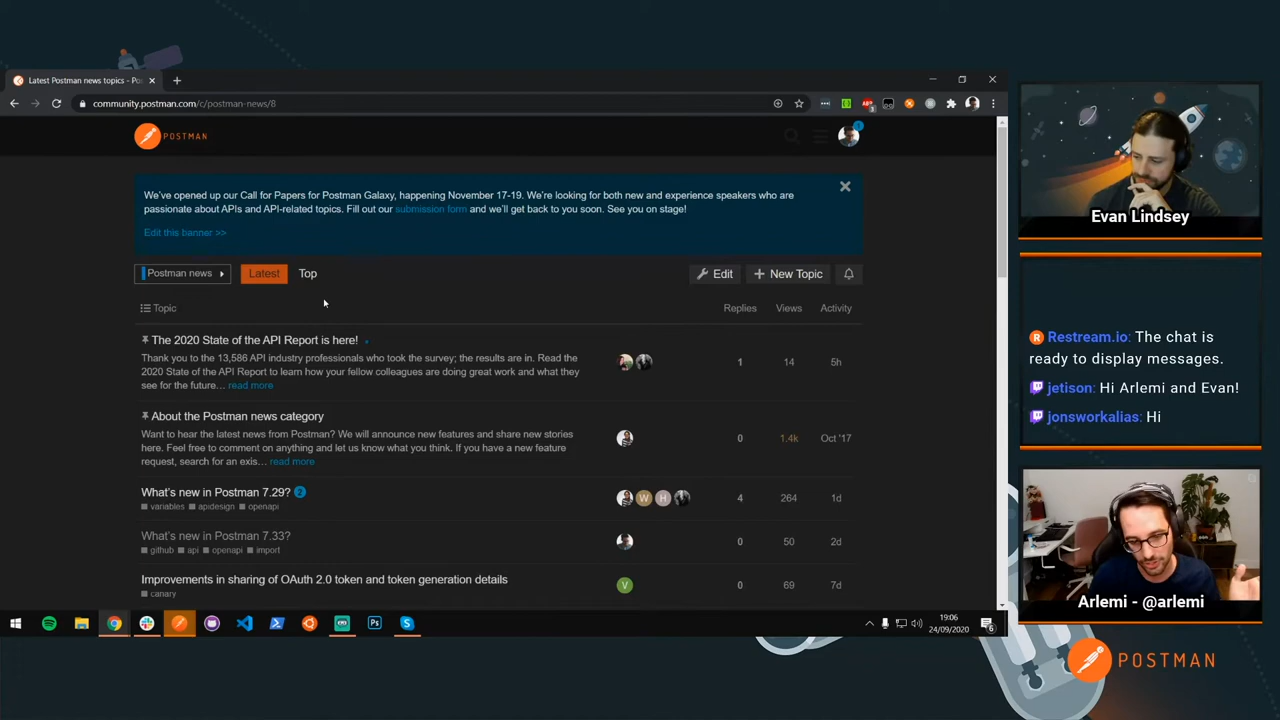 Latest Postman news topics - Po
community.postman.com/c/postman-news/8
POSTMAN
We've opened up our Call for Papers for Postman Galaxy, happening November 17-19. We're looking for both new and experience speakers who are
passionate about APIs and API-related topics. Fill out our submission form and we'll get back to you soon. See you on stage!
Edit this banner >>
Postman news
Latest
Top
Edit
New Topic
Topic
Replies
Views
Activity
The 2020 State of the API Report is here!
Thank you to the 13,586 API industry professionals who took the survey; the results are in. Read the
2020 State of the API Report to learn how your fellow colleagues are doing great work and what they
see for the future… read more
1
14
5h
About the Postman news category
Want to hear the latest news from Postman? We will announce new features and share new stories
here. Feel free to comment on anything and let us know what you think. If you have a new feature
request, search for an exis… read more
0
1.4k
Oct '17
What's new in Postman 7.29? 2
variables apidesign openapi
W
H
4
264
1d
What's new in Postman 7.33?
github api openapi import
0
50
2d
Improvements in sharing of OAuth 2.0 token and token generation details
canary
V
0
69
7d
19:06
24/09/2020
6
Evan Lindsey
Restream.io: The chat is
ready to display messages.
jetison: Hi Arlemi and Evan!
jonsworkalias: Hi
Arlemi - @arlemi
POSTMAN